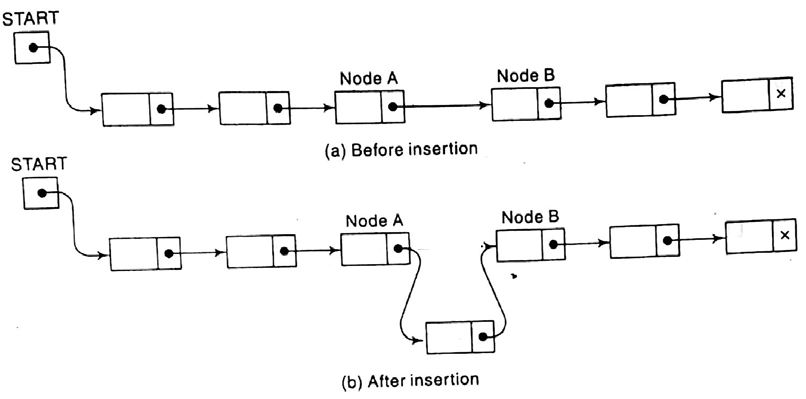 START
Node A
Node B
×
(a) Before insertion
START
Node A
Node B
×
(b) After insertion